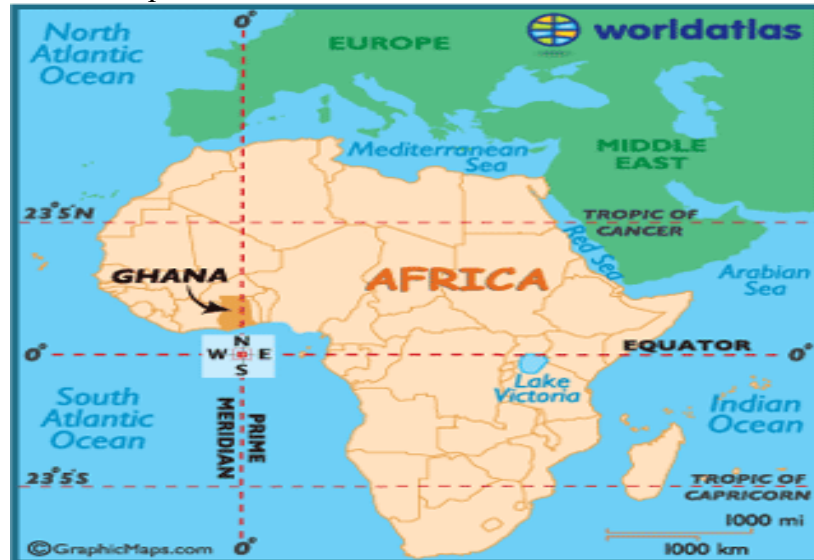 0°
North
Atlantic
Ocean
EUROPE
worldatlas
Mediterranean
Sea
MIDDLE
EAST
23°5'N
TROPIC OF
CANCER
Red Sea
GHANA
AFRICA
Arabian
Sea
N
W E
S
0°
EQUATOR
0°
Lake
Victoria
South
Atlantic
Ocean
PRIME
MERIDIAN
Indian
Ocean
23°5'S
TROPIC OF
CAPRICORN
1000 mi
1000 km
©GraphicMaps.com
0°